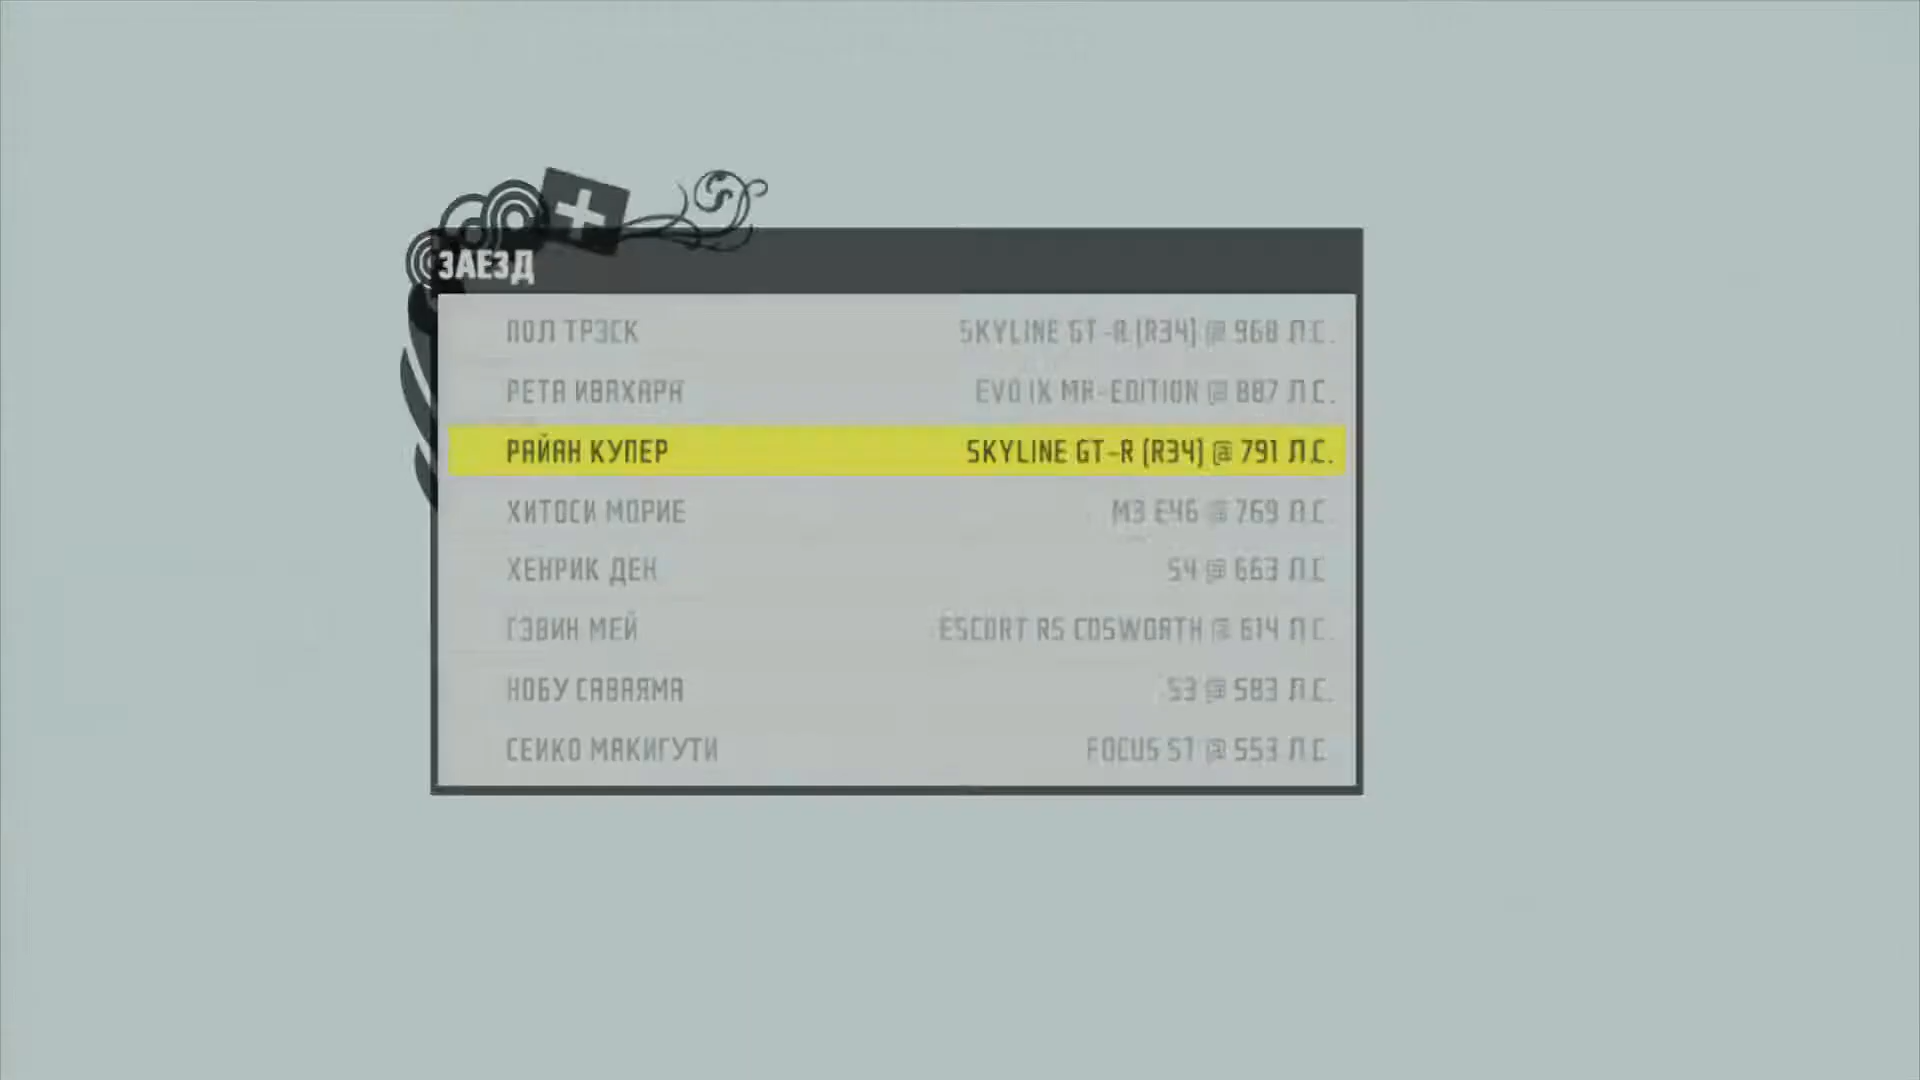 ЗАЕЗД
ПОЛ ТРЭСК SKYLINE GT-R (R34) @ 968 Л.С.
РЕТА ИВАХАРА EVO IX MR-EDITION @ 887 Л.С.
РАЙАН КУПЕР SKYLINE GT-R (R34) @ 791 Л.С.
ХИТОСИ МОРИЕ M3 E46 @ 769 Л.С.
ХЕНРИК ДЕН S4 @ 663 Л.С.
ГЭВИН МЕЙ ESCORT RS COSWORTH @ 614 Л.С.
НОБУ САВАЯМА S3 @ 583 Л.С.
СЕИКО МАКИГУТИ FOCUS ST @ 553 Л.С.